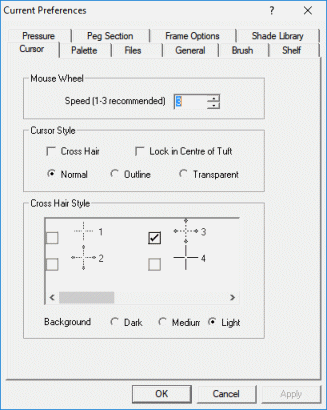 Current Preferences
Pressure Peg Section Frame Options Shade Library
Cursor Palette Files General Brush Shelf
Mouse Wheel
Speed (1-3 recommended) 3
Cursor Style
Cross Hair Lock in Centre of Tuft
Normal Outline Transparent
Cross Hair Style
1 3
2 4
Background Dark Medium Light
OK Cancel Apply